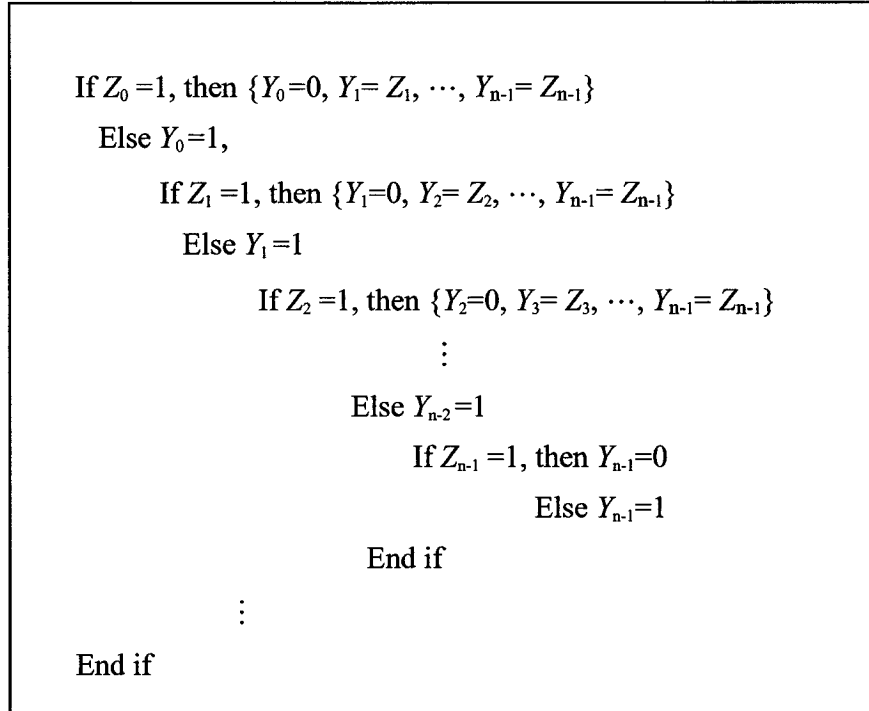 If Z₀ =1, then {Y₀=0, Y₁= Z₁, ⋯, Yₙ₋₁= Zₙ₋₁}
Else Y₀=1,
If Z₁ =1, then {Y₁=0, Y₂= Z₂, ⋯, Yₙ₋₁= Zₙ₋₁}
Else Y₁=1
If Z₂ =1, then {Y₂=0, Y₃= Z₃, ⋯, Yₙ₋₁= Zₙ₋₁}
⋮
Else Yₙ₋₂=1
If Zₙ₋₁ =1, then Yₙ₋₁=0
Else Yₙ₋₁=1
End if
⋮
End if